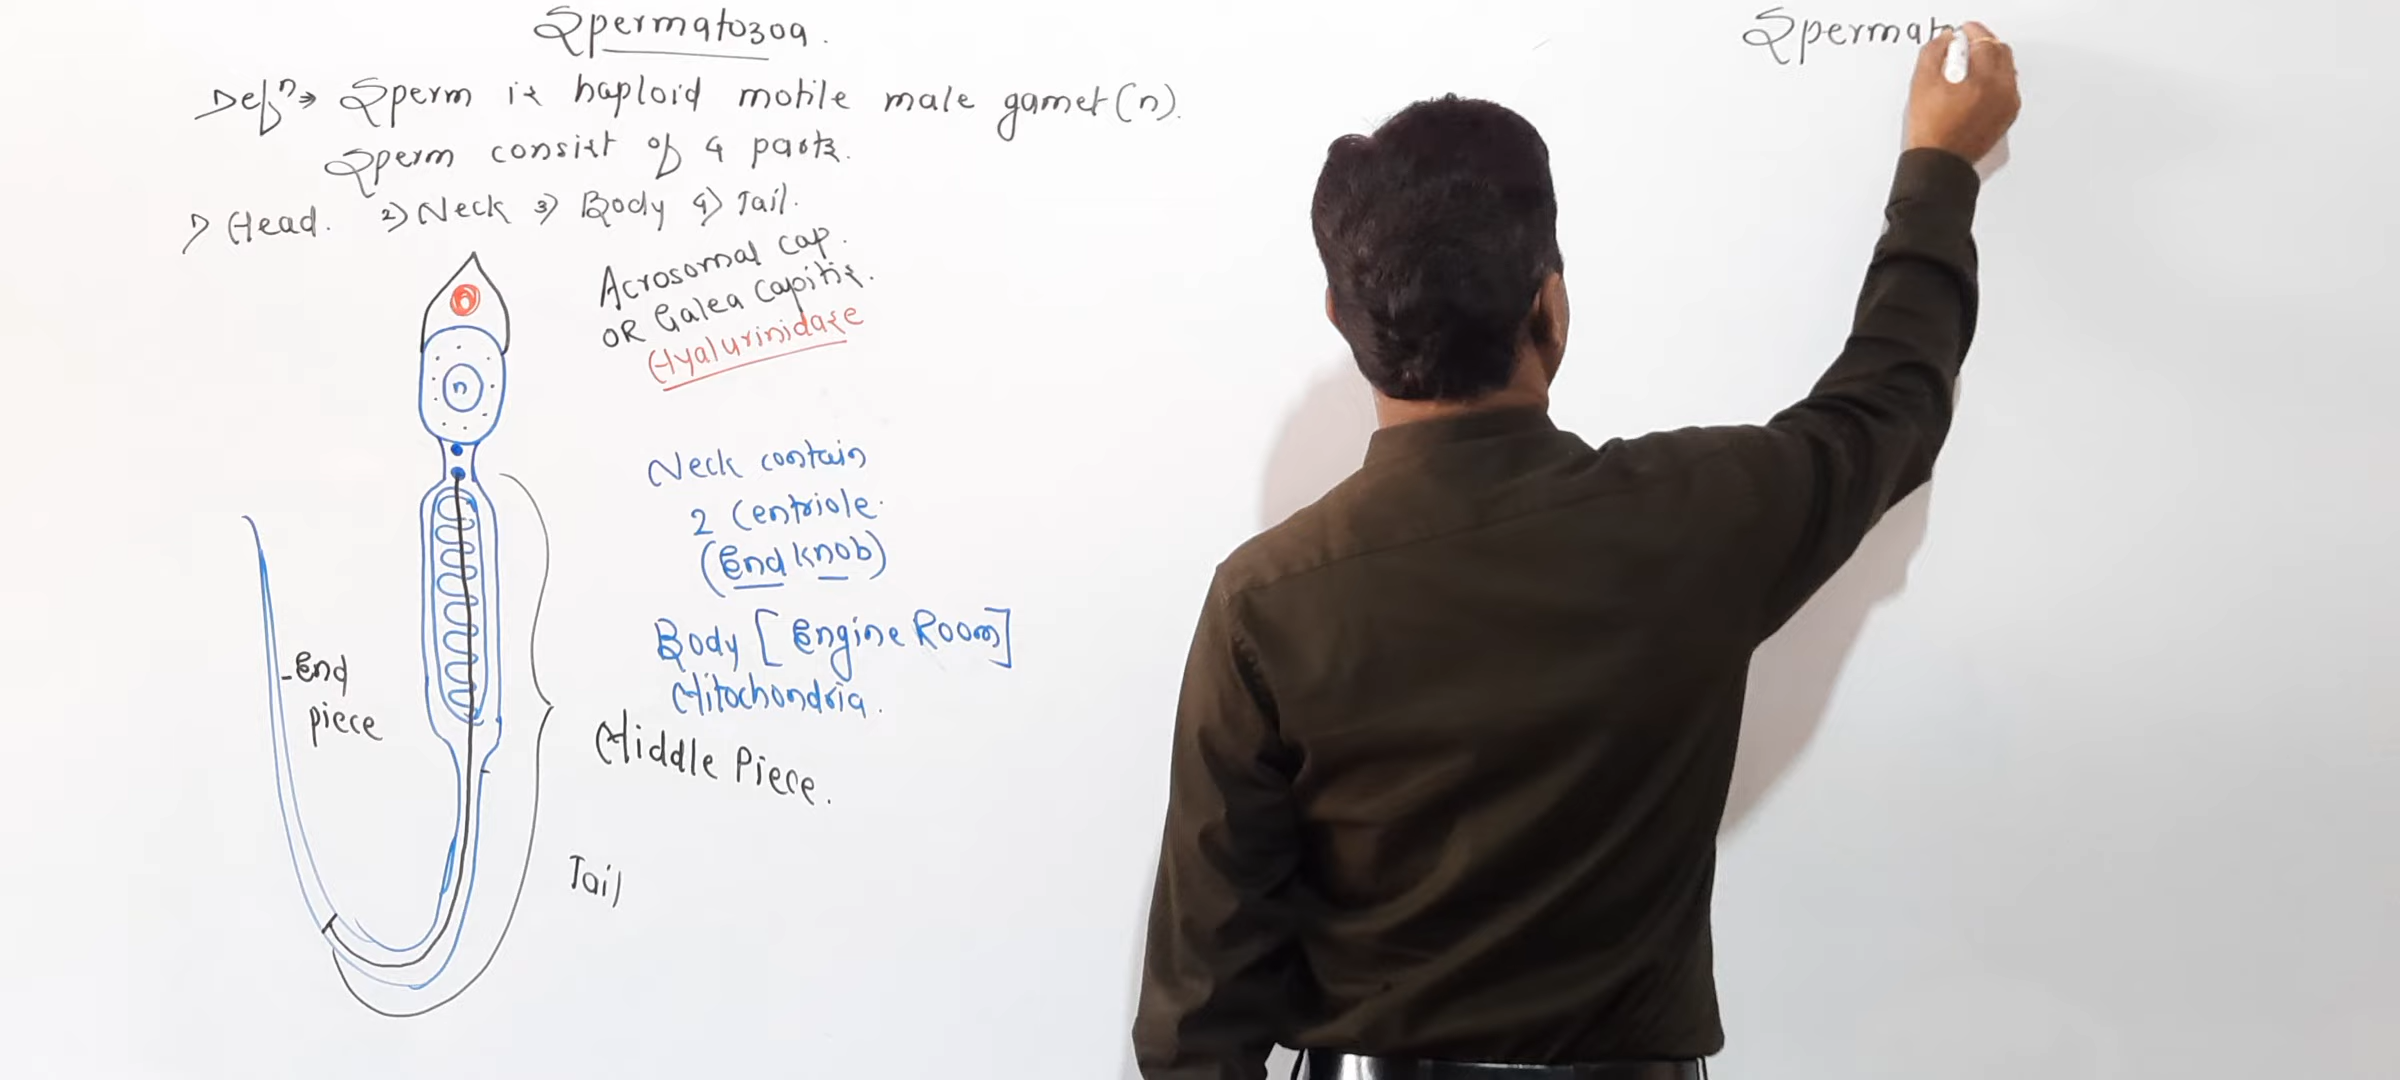 Spermatozoa.
Defn→ Sperm is haploid motile male gamet (n).
Sperm consist of 4 parts.
1) Head. 2) Neck 3) Body 4) Tail.
Acrosomal cap.
OR Galea Capitis.
Hyalurinidase
n
Neck contain
2 Centriole.
(End knob)
Body [Engine Room]
Mitochondria.
End
piece
Middle Piece.
Tail
Spermat